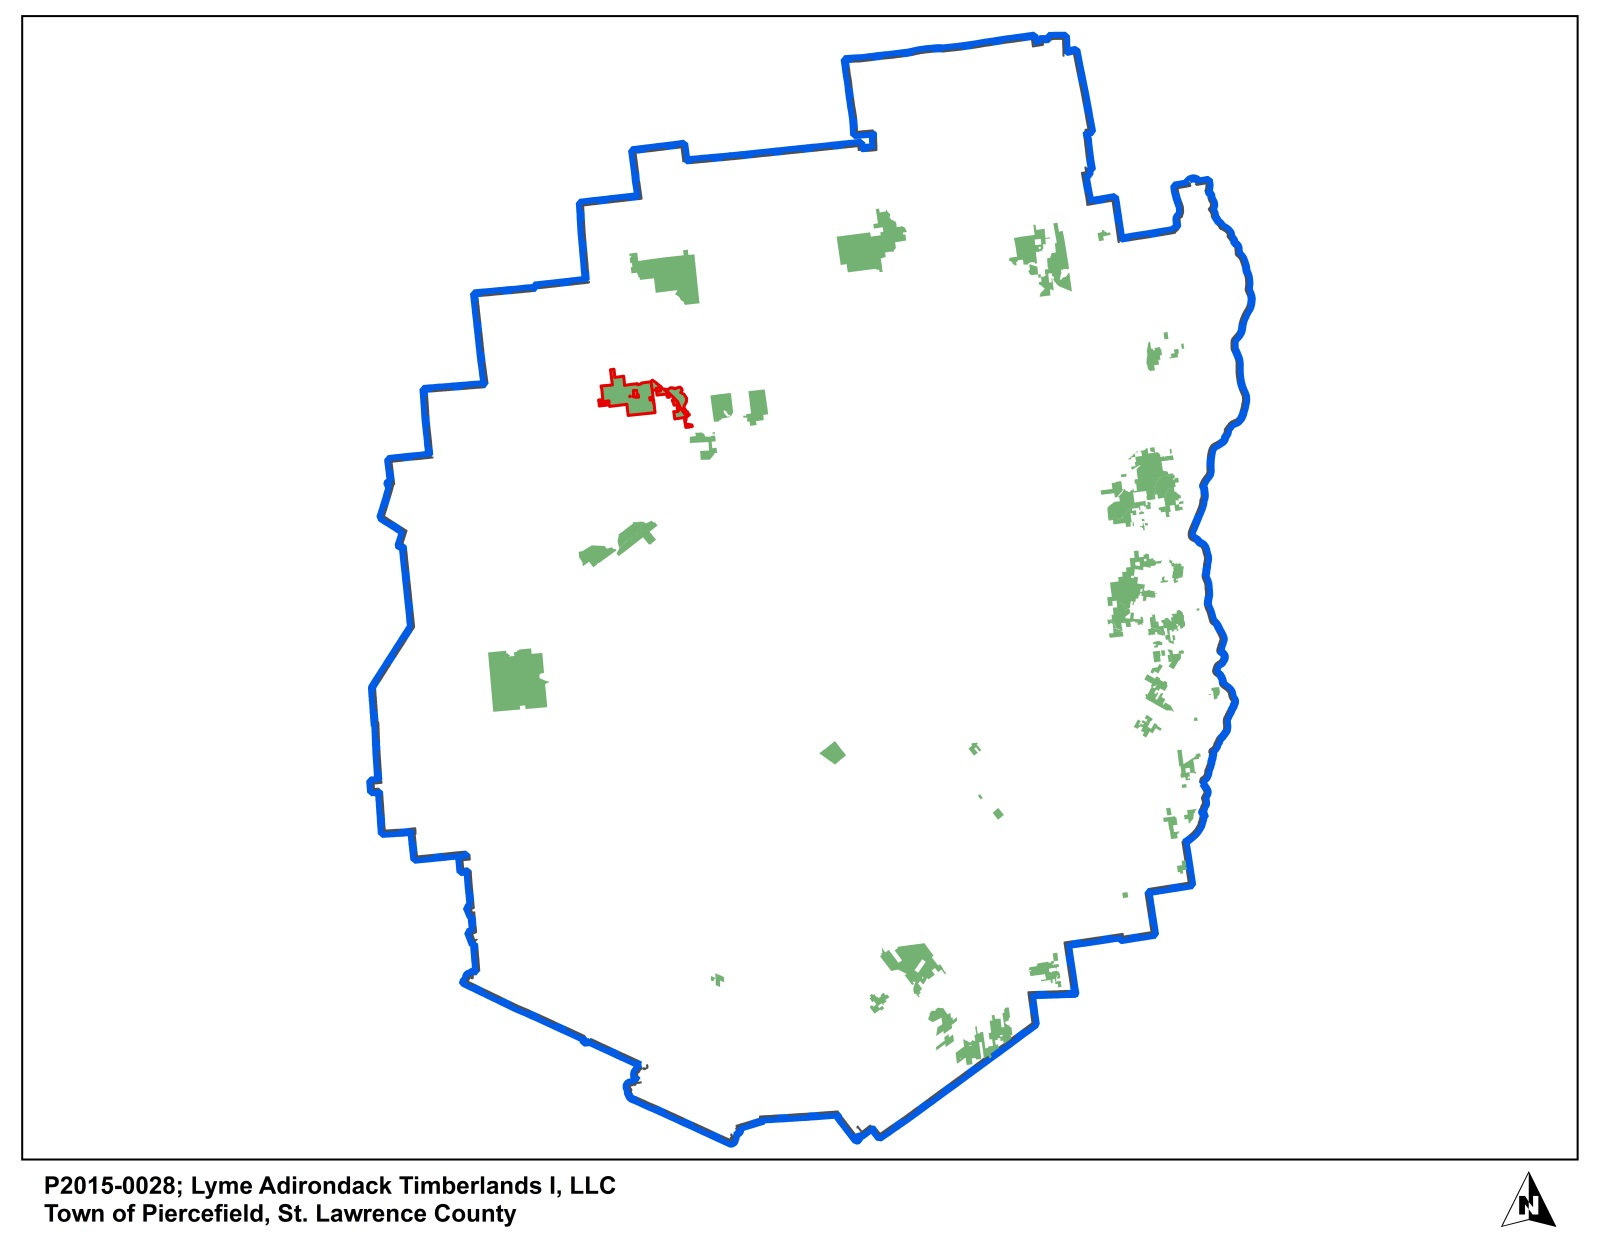 P2015-0028; Lyme Adirondack Timberlands I, LLC
Town of Piercefield, St. Lawrence County
N